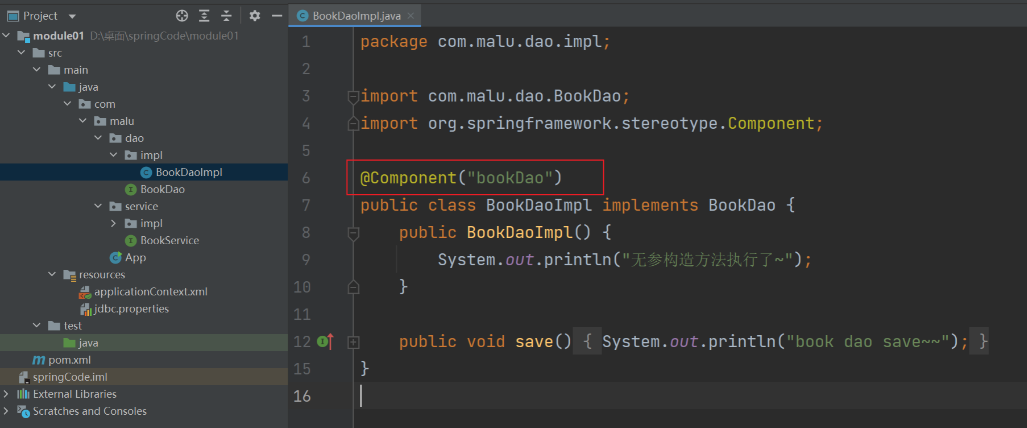 Project
module01 D:\桌面\springCode\module01
src
main
java
com
malu
dao
impl
BookDaoImpl
BookDao
service
impl
BookService
App
resources
applicationContext.xml
jdbc.properties
test
java
pom.xml
springCode.iml
External Libraries
Scratches and Consoles
BookDaoImpl.java
1 package com.malu.dao.impl;
2
3 import com.malu.dao.BookDao;
4 import org.springframework.stereotype.Component;
5
6 @Component("bookDao")
7 public class BookDaoImpl implements BookDao {
8 public BookDaoImpl() {
9 System.out.println("无参构造方法执行了~");
10 }
11
12 public void save() { System.out.println("book dao save~~"); }
15 }
16